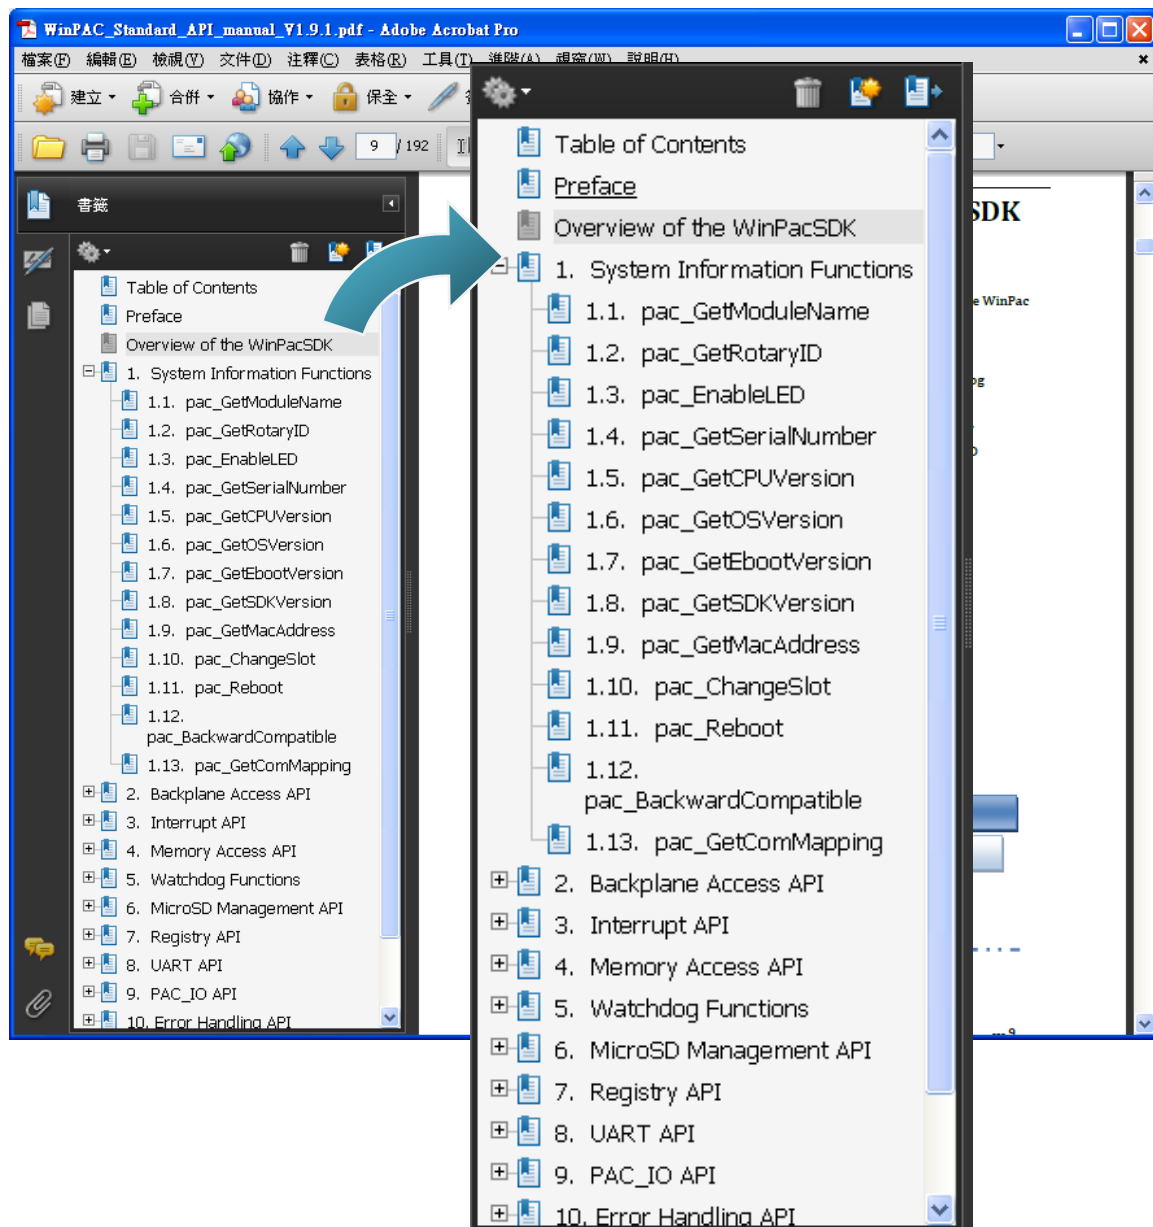 WinPAC_Standard_API_manual_V1.9.1.pdf - Adobe Acrobat Pro
檔案(F) 編輯(E) 檢視(V) 文件(D) 注釋(C) 表格(R) 工具(T) 進階(A) 視窗(W) 說明(H)
建立 合併 協作 保全
9 / 192
書籤
Table of Contents
Preface
Overview of the WinPacSDK
1. System Information Functions
1.1. pac_GetModuleName
1.2. pac_GetRotaryID
1.3. pac_EnableLED
1.4. pac_GetSerialNumber
1.5. pac_GetCPUVersion
1.6. pac_GetOSVersion
1.7. pac_GetEbootVersion
1.8. pac_GetSDKVersion
1.9. pac_GetMacAddress
1.10. pac_ChangeSlot
1.11. pac_Reboot
1.12.
pac_BackwardCompatible
1.13. pac_GetComMapping
2. Backplane Access API
3. Interrupt API
4. Memory Access API
5. Watchdog Functions
6. MicroSD Management API
7. Registry API
8. UART API
9. PAC_IO API
10. Error Handling API
Table of Contents
Preface
Overview of the WinPacSDK
1. System Information Functions
1.1. pac_GetModuleName
1.2. pac_GetRotaryID
1.3. pac_EnableLED
1.4. pac_GetSerialNumber
1.5. pac_GetCPUVersion
1.6. pac_GetOSVersion
1.7. pac_GetEbootVersion
1.8. pac_GetSDKVersion
1.9. pac_GetMacAddress
1.10. pac_ChangeSlot
1.11. pac_Reboot
1.12.
pac_BackwardCompatible
1.13. pac_GetComMapping
2. Backplane Access API
3. Interrupt API
4. Memory Access API
5. Watchdog Functions
6. MicroSD Management API
7. Registry API
8. UART API
9. PAC_IO API
10. Error Handling API
SDK
e WinPac